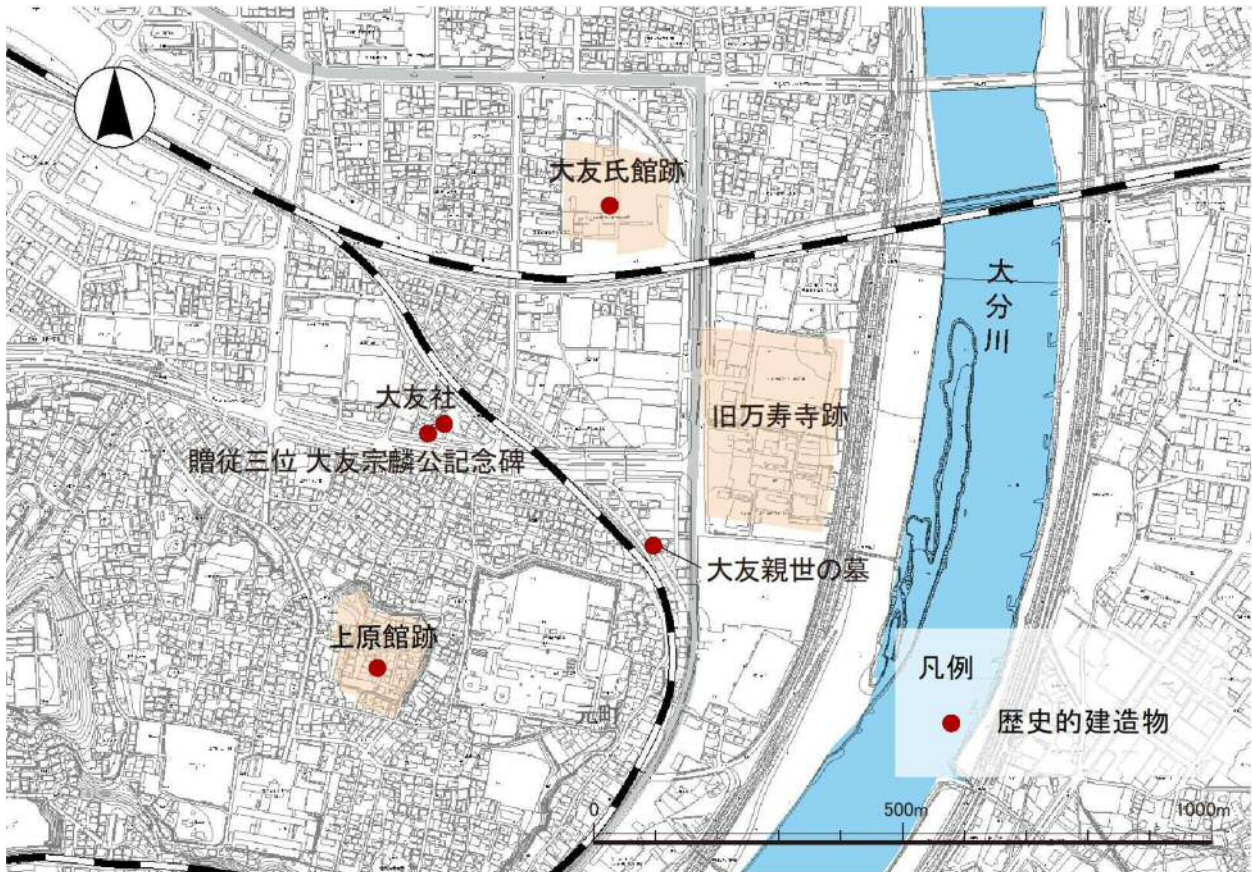 大友氏館跡
大分川
大友社
旧万寿寺跡
贈従三位 大友宗麟公記念碑
大友親世の墓
上原館跡
元町
凡例
歴史的建造物
0
500m
1000m